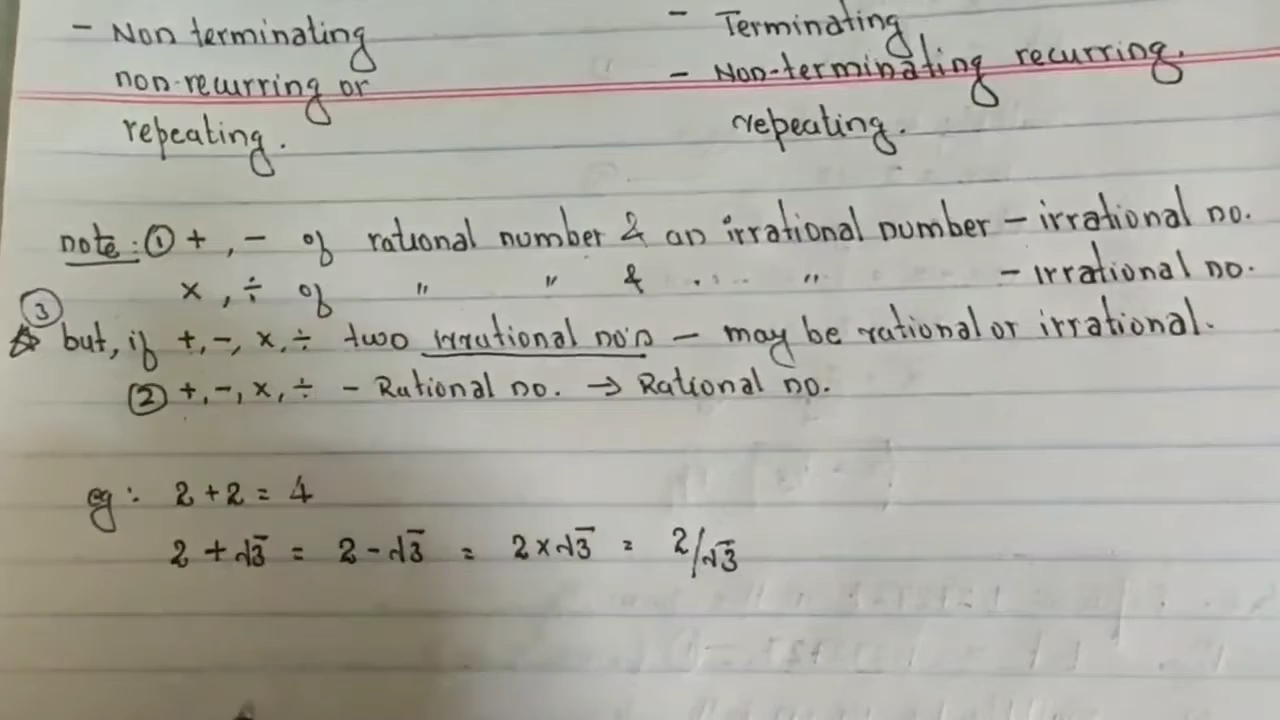 - Non terminating
non-recurring or
repeating.
- Terminating
- Non-terminating recurring.
repeating.
note: ① +, - of rational number & an irrational number - irrational no.
×, ÷ of " " & .... " - irrational no.
③
☆ but, if +, -, ×, ÷ two irrational no's - may be rational or irrational.
② +, -, ×, ÷ - Rational no. → Rational no.
eg: 2 + 2 = 4
2 + √3 = 2 - √3 = 2 × √3 = 2/√3